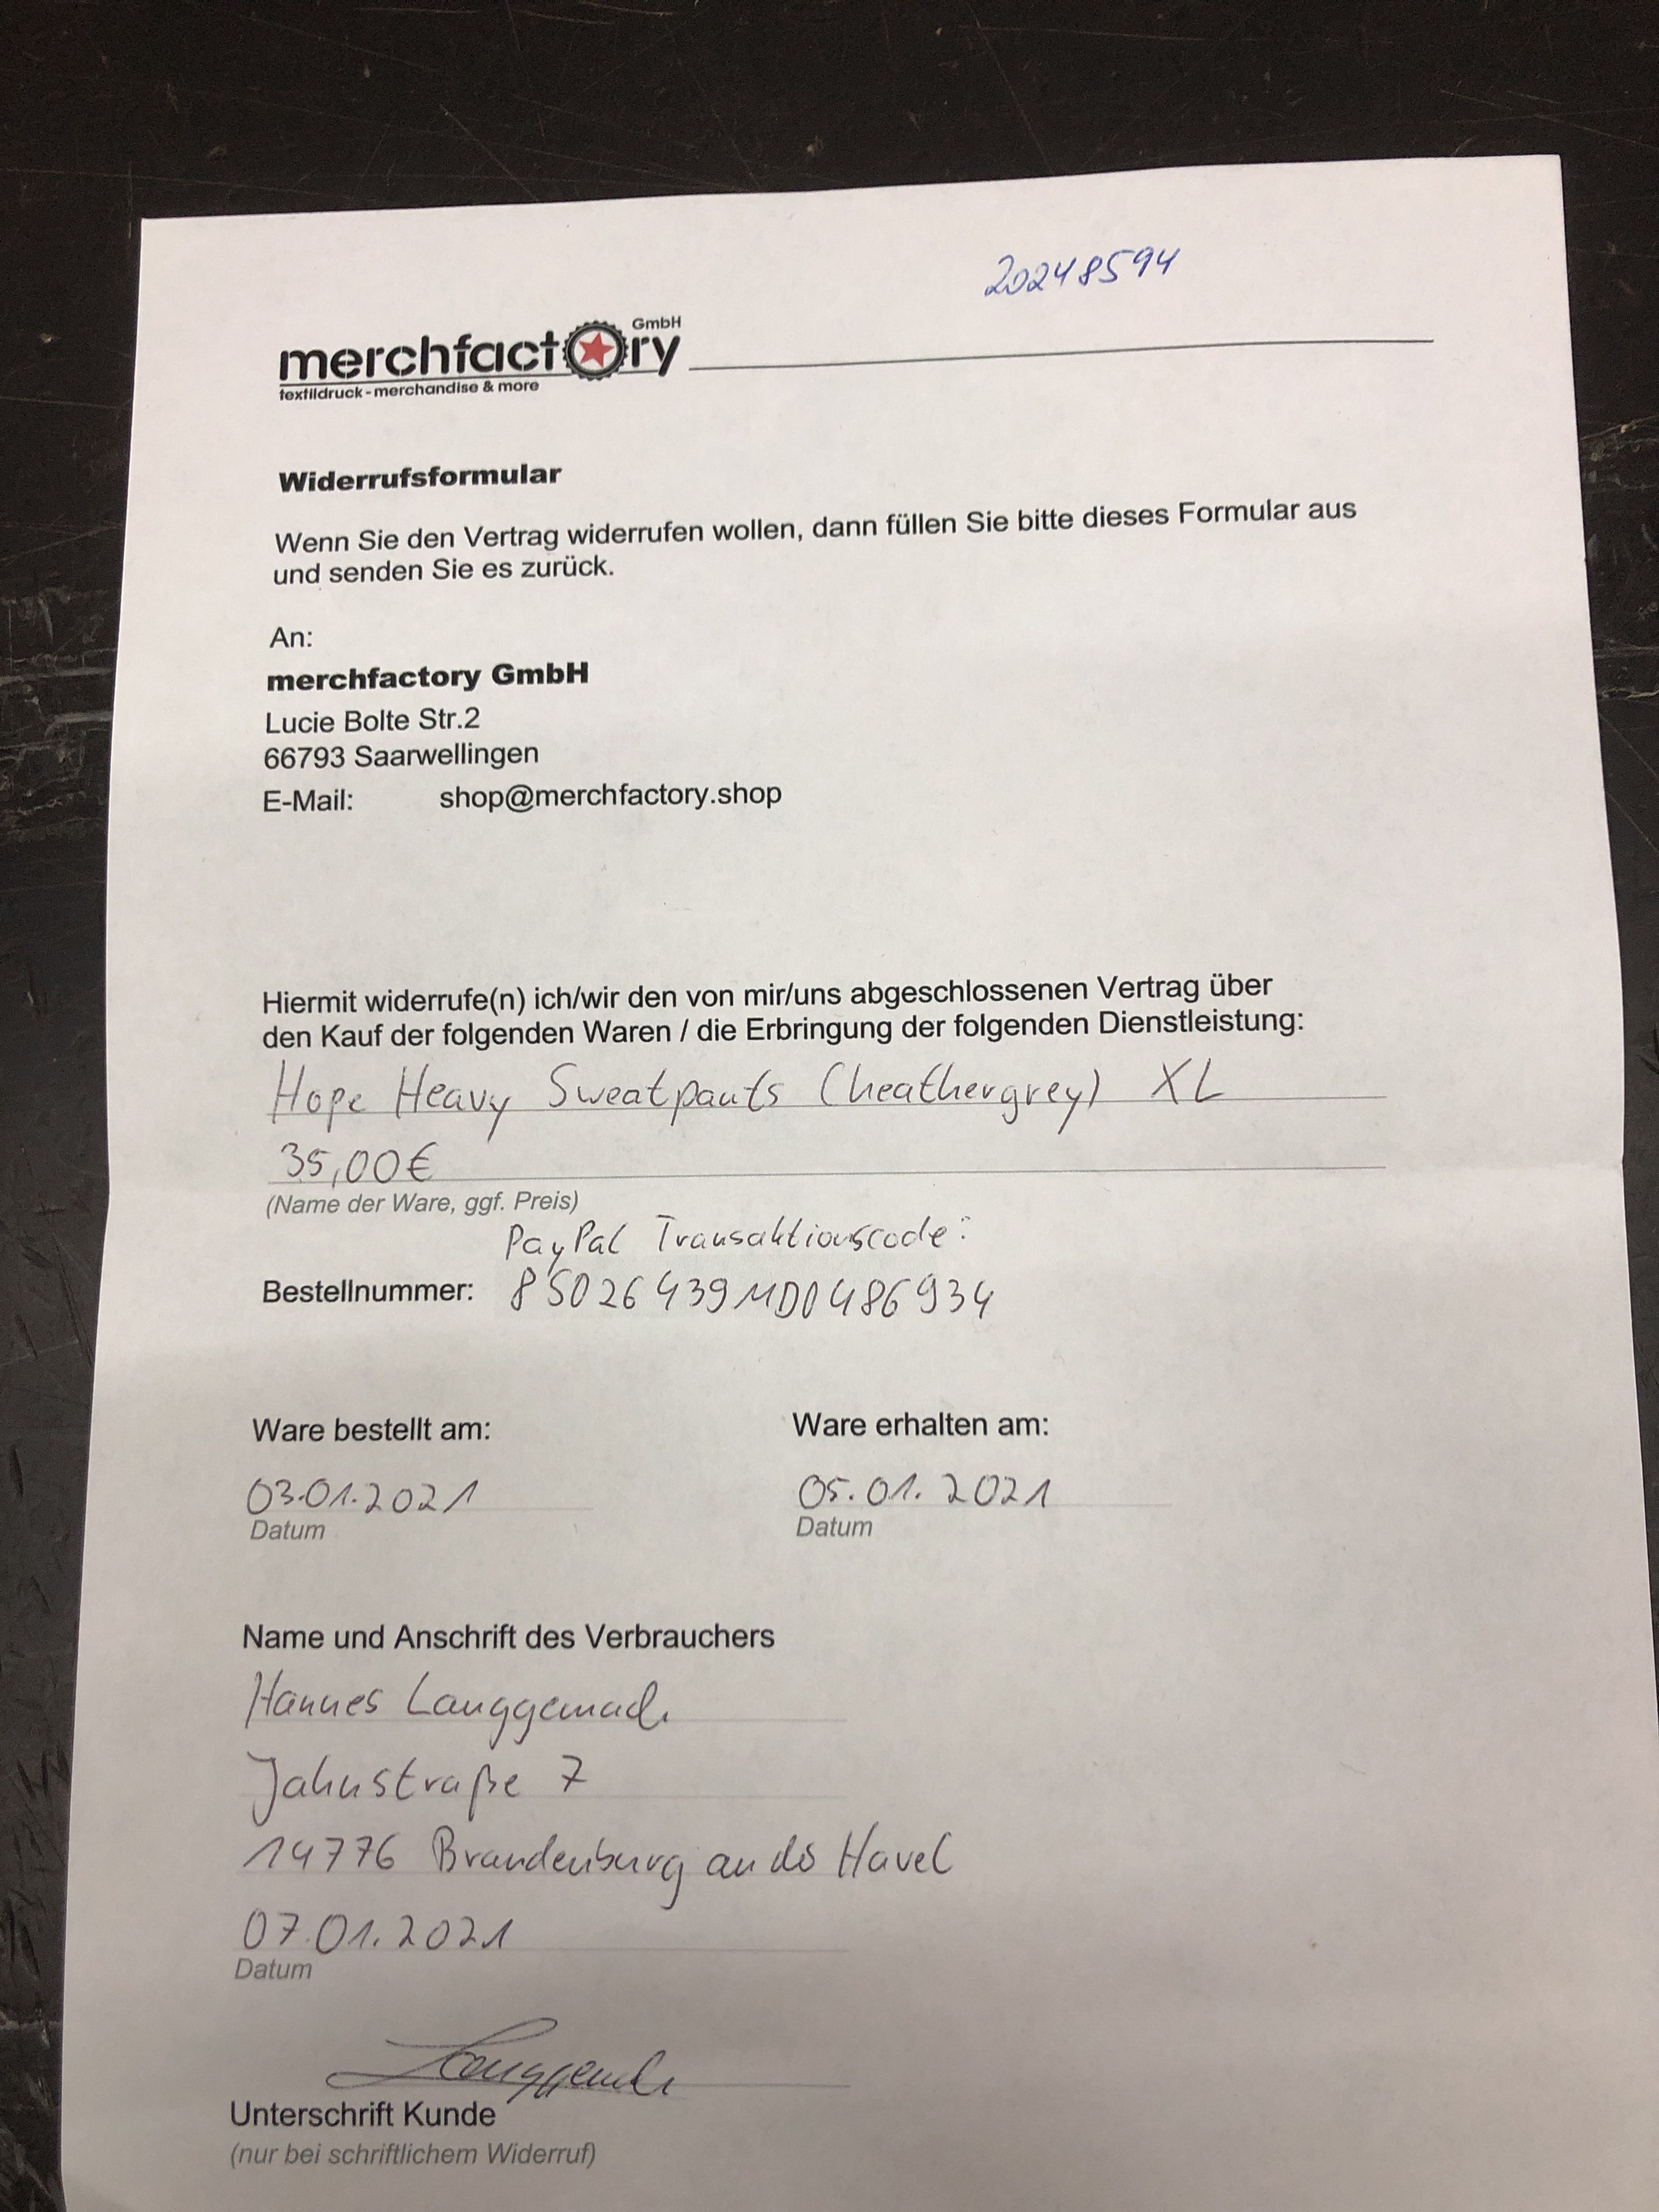 20248594
merchfactory GmbH
textildruck - merchandise & more
Widerrufsformular
Wenn Sie den Vertrag widerrufen wollen, dann füllen Sie bitte dieses Formular aus
und senden Sie es zurück.
An:
merchfactory GmbH
Lucie Bolte Str.2
66793 Saarwellingen
E-Mail: shop@merchfactory.shop
Hiermit widerrufe(n) ich/wir den von mir/uns abgeschlossenen Vertrag über
den Kauf der folgenden Waren / die Erbringung der folgenden Dienstleistung:
Hope Heavy Sweatpants (heathergrey) XL
35,00€
(Name der Ware, ggf. Preis)
PayPal Transaktionscode:
Bestellnummer: 85026439MD0486934
Ware bestellt am: Ware erhalten am:
03.01.2021 05.01.2021
Datum Datum
Name und Anschrift des Verbrauchers
Hannes Langgemach
Jahnstraße 7
14776 Brandenburg an der Havel
07.01.2021
Datum
Langgemach
Unterschrift Kunde
(nur bei schriftlichem Widerruf)